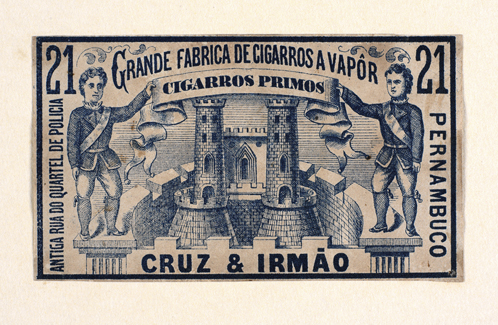 21
GRANDE FABRICA DE CIGARROS A VAPÔR
21
CIGARROS PRIMOS
ANTIGA RUA DO QUARTEL DE POLICIA
PERNAMBUCO
CRUZ & IRMÃO